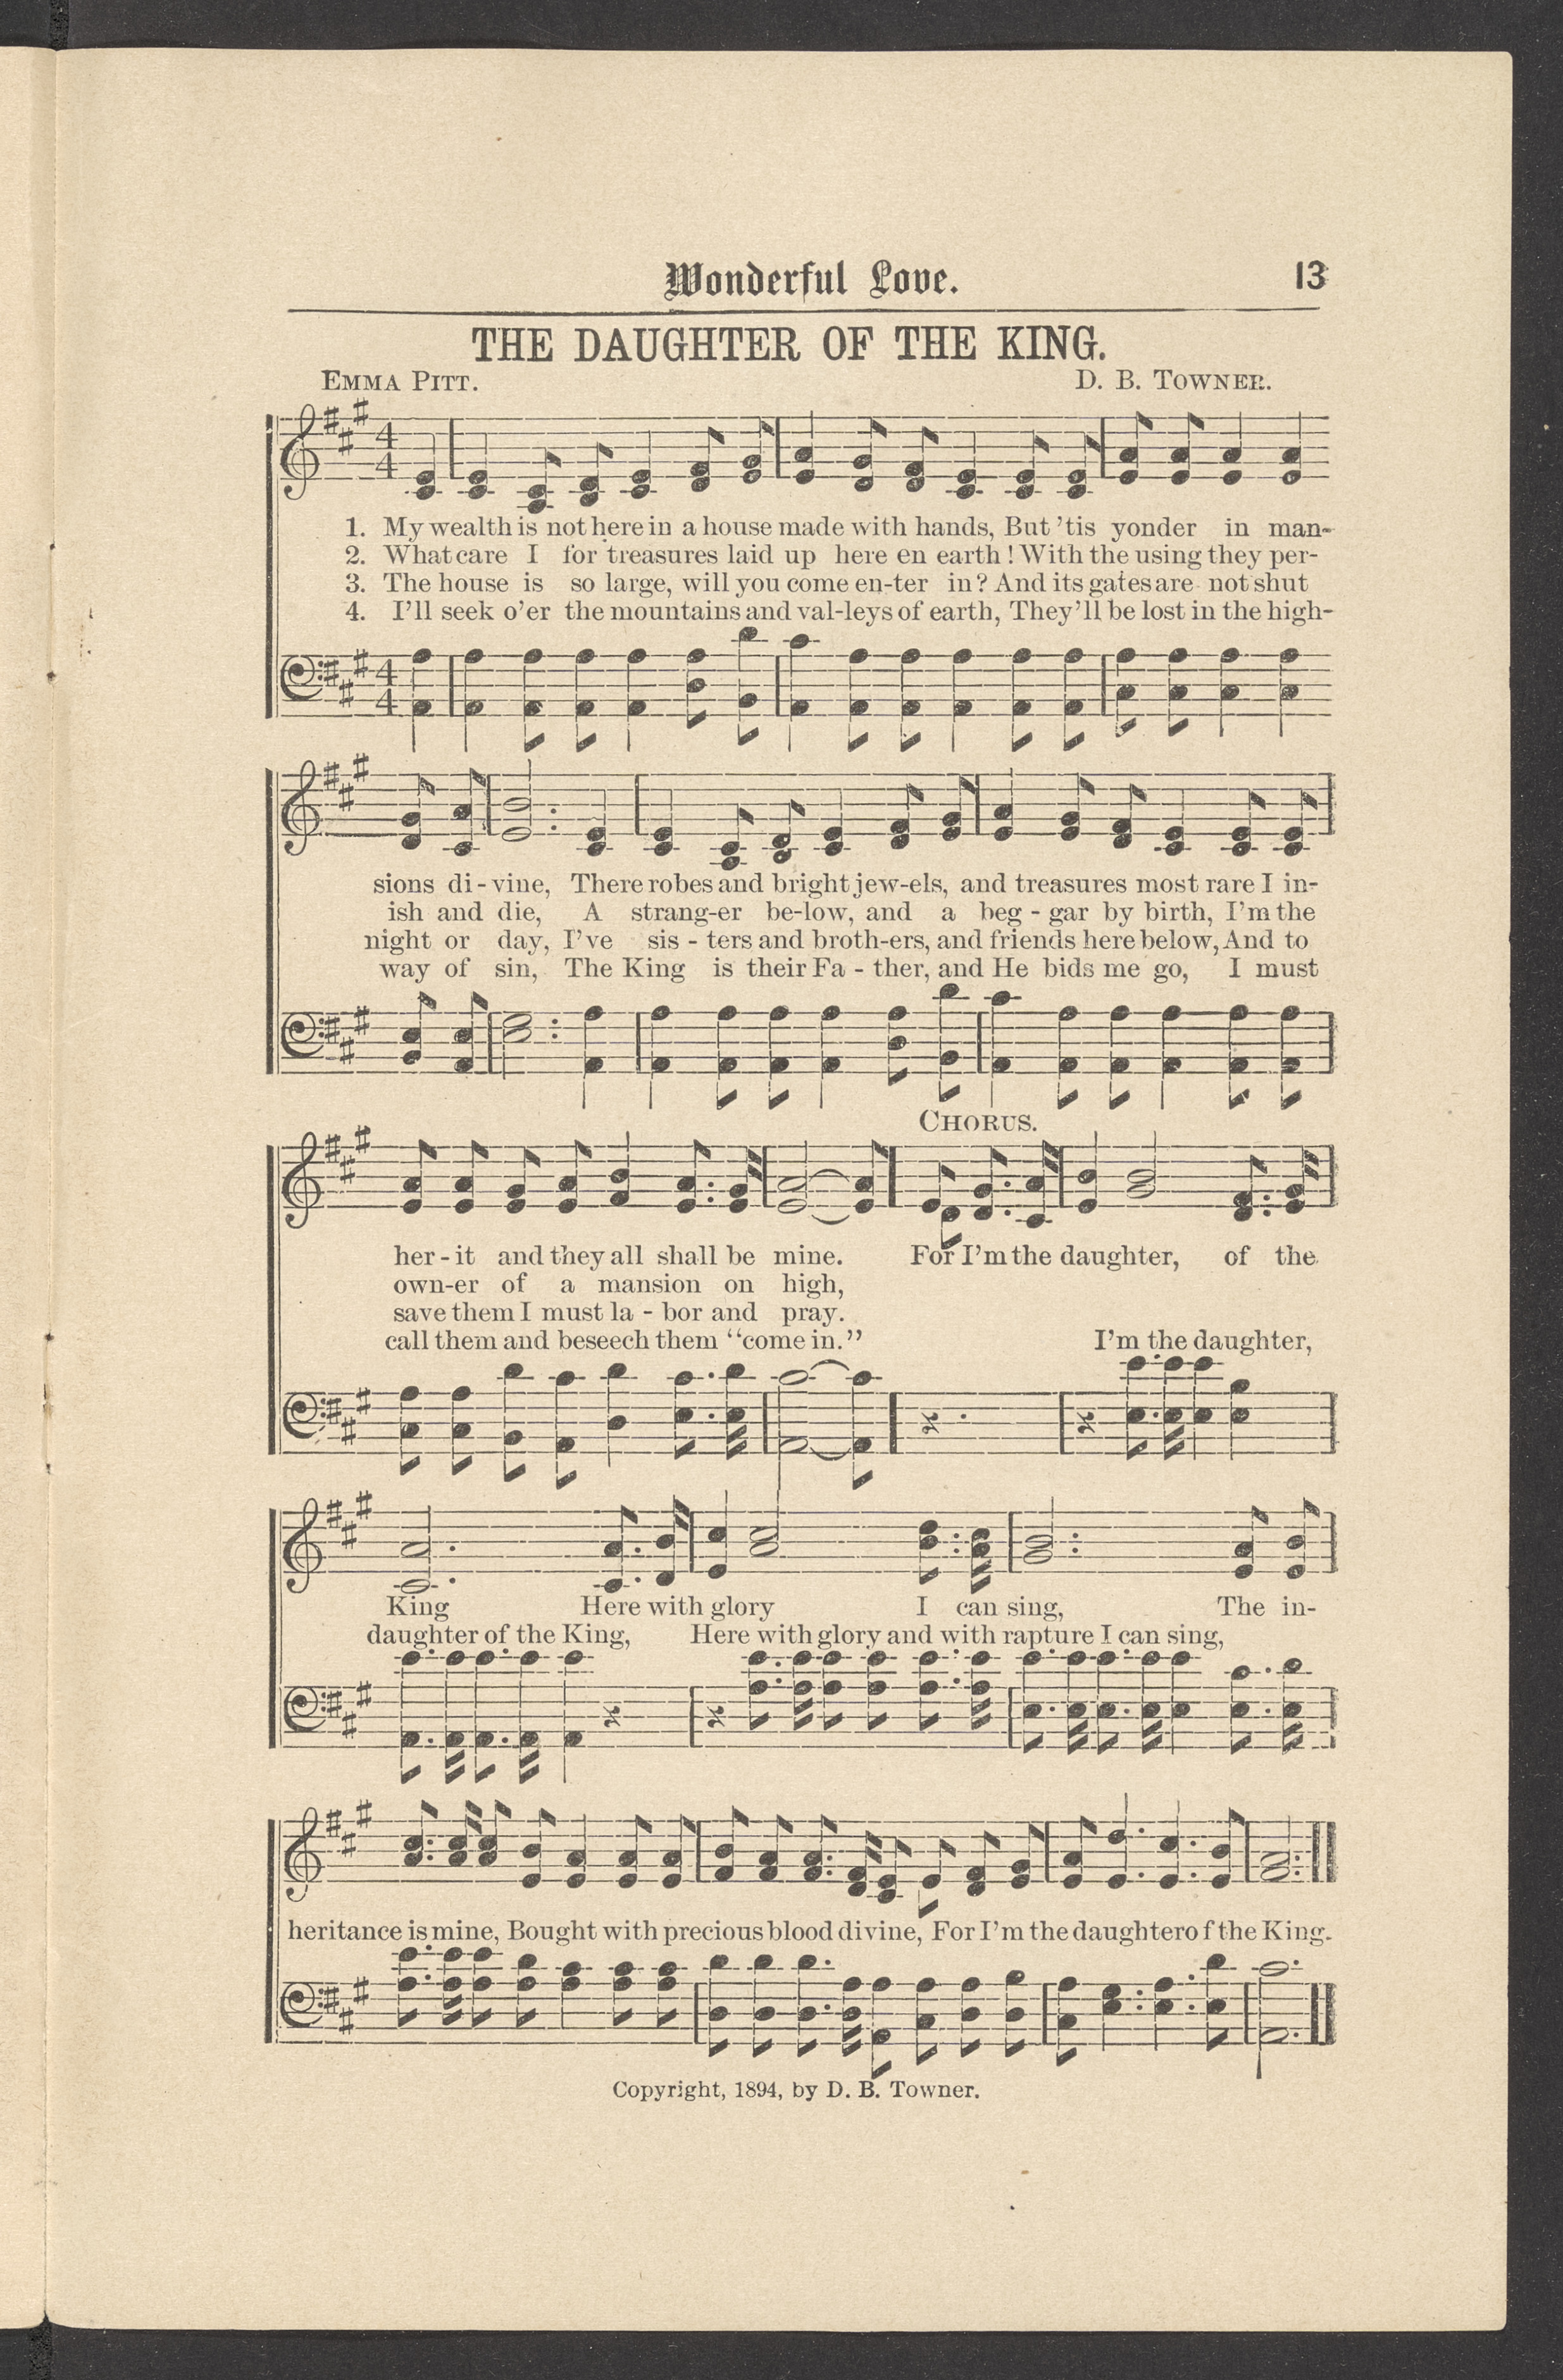 Wonderful Love. 13
THE DAUGHTER OF THE KING.
EMMA PITT. D. B. TOWNER.
1. My wealth is not here in a house made with hands, But 'tis yonder in man-
2. What care I for treasures laid up here en earth! With the using they per-
3. The house is so large, will you come en-ter in? And its gates are not shut
4. I'll seek o'er the mountains and val-leys of earth, They'll be lost in the high-
sions di-vine, There robes and bright jew-els, and treasures most rare I in-
ish and die, A strang-er be-low, and a beg-gar by birth, I'm the
night or day, I've sis-ters and broth-ers, and friends here below, And to
way of sin, The King is their Fa-ther, and He bids me go, I must
CHORUS.
her-it and they all shall be mine. For I'm the daughter, of the
own-er of a mansion on high,
save them I must la-bor and pray.
call them and beseech them "come in." I'm the daughter,
King Here with glory I can sing, The in-
daughter of the King, Here with glory and with rapture I can sing,
heritance is mine, Bought with precious blood divine, For I'm the daughtero f the King.
Copyright, 1894, by D. B. Towner.